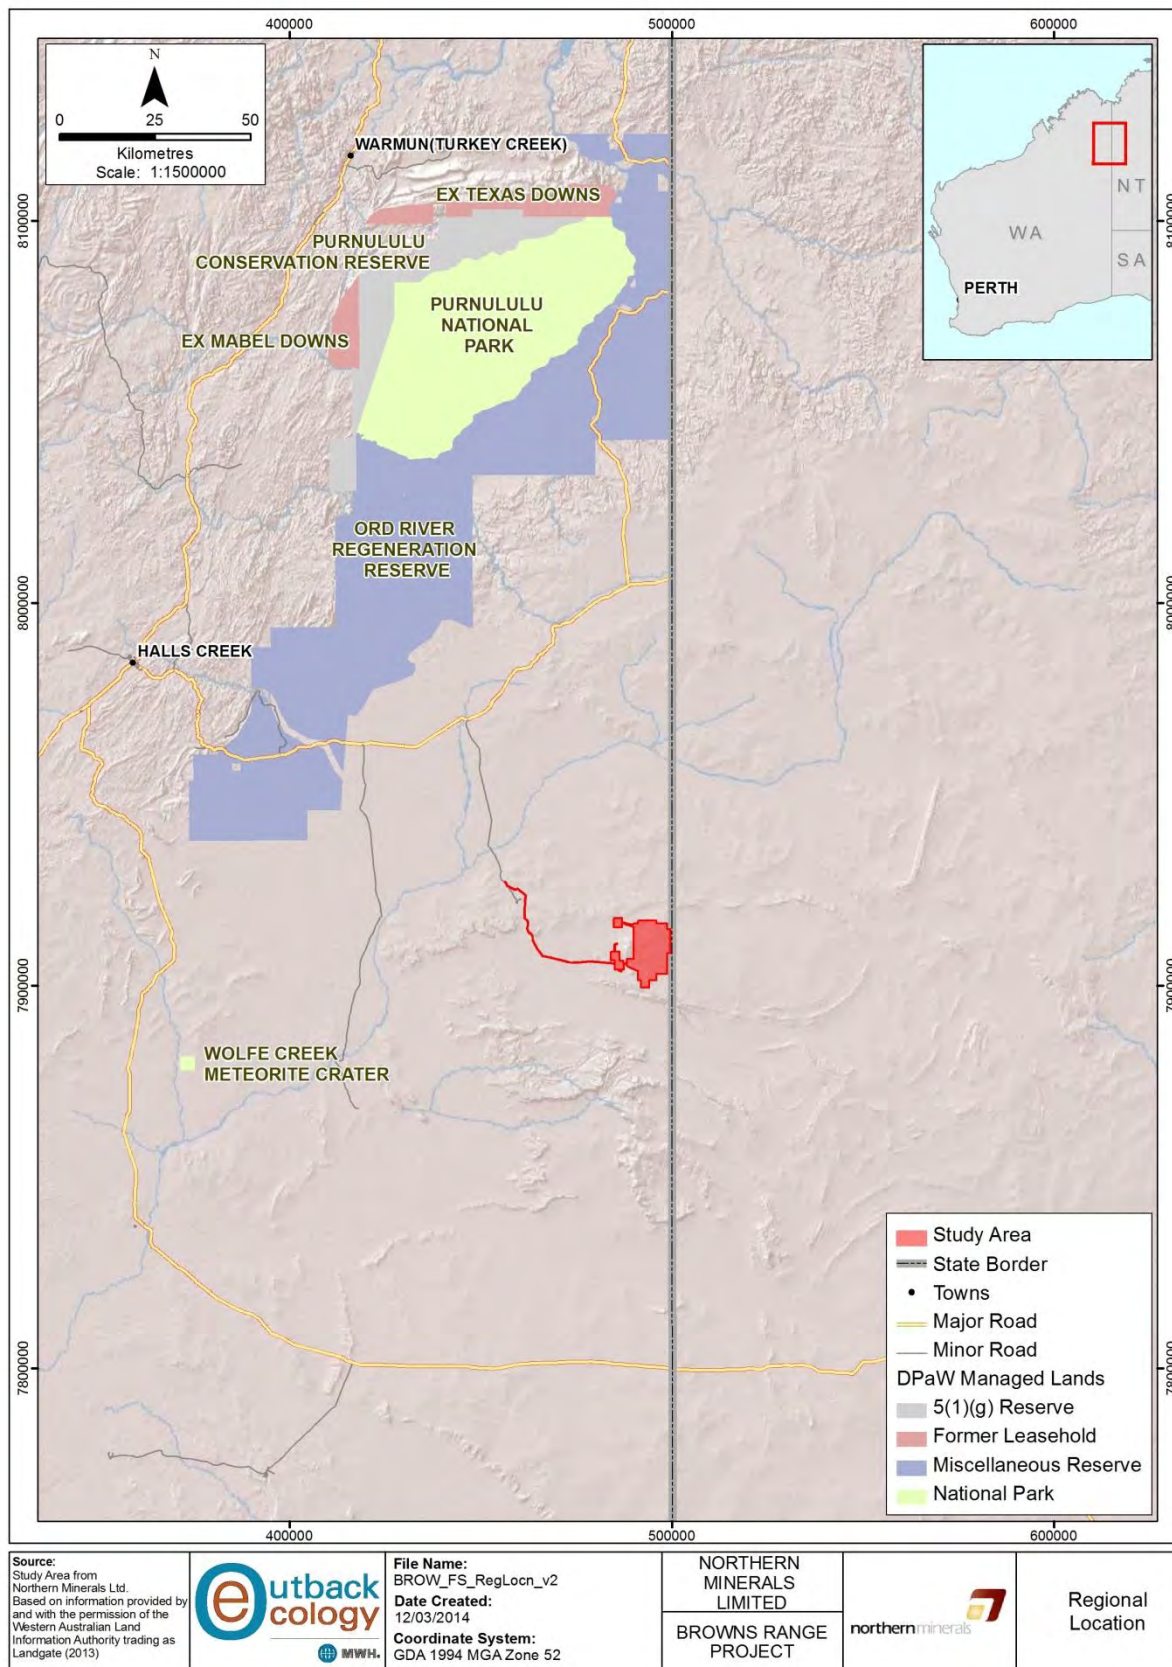 400000
500000
600000
N
0
25
50
Kilometres
Scale: 1:1500000
WARMUN(TURKEY CREEK)
EX TEXAS DOWNS
PURNULULU
CONSERVATION RESERVE
PURNULULU
NATIONAL
PARK
EX MABEL DOWNS
ORD RIVER
REGENERATION
RESERVE
HALLS CREEK
WOLFE CREEK
METEORITE CRATER
WA
NT
SA
PERTH
8100000
8000000
7900000
7800000
8100000
8000000
7900000
7800000
Study Area
State Border
Towns
Major Road
Minor Road
DPaW Managed Lands
5(1)(g) Reserve
Former Leasehold
Miscellaneous Reserve
National Park
400000
500000
600000
Source:
Study Area from
Northern Minerals Ltd.
Based on information provided by
and with the permission of the
Western Australian Land
Information Authority trading as
Landgate (2013)
outback
ecology
MWH.
File Name:
BROW_FS_RegLocn_v2
Date Created:
12/03/2014
Coordinate System:
GDA 1994 MGA Zone 52
NORTHERN
MINERALS
LIMITED
BROWNS RANGE
PROJECT
northernminerals
Regional
Location